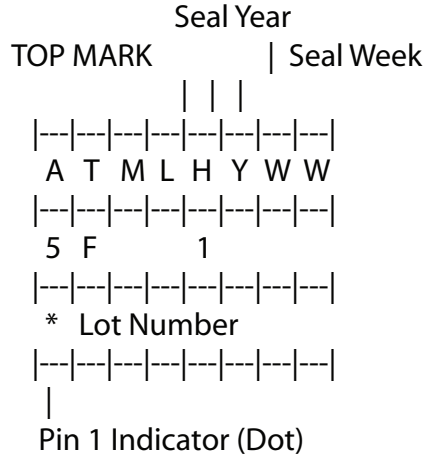 Seal Year
TOP MARK | Seal Week
| | |
|---|---|---|---|---|---|---|---|
A T M L H Y W W
|---|---|---|---|---|---|---|---|
5 F 1
|---|---|---|---|---|---|---|---|
* Lot Number
|---|---|---|---|---|---|---|---|
|
Pin 1 Indicator (Dot)